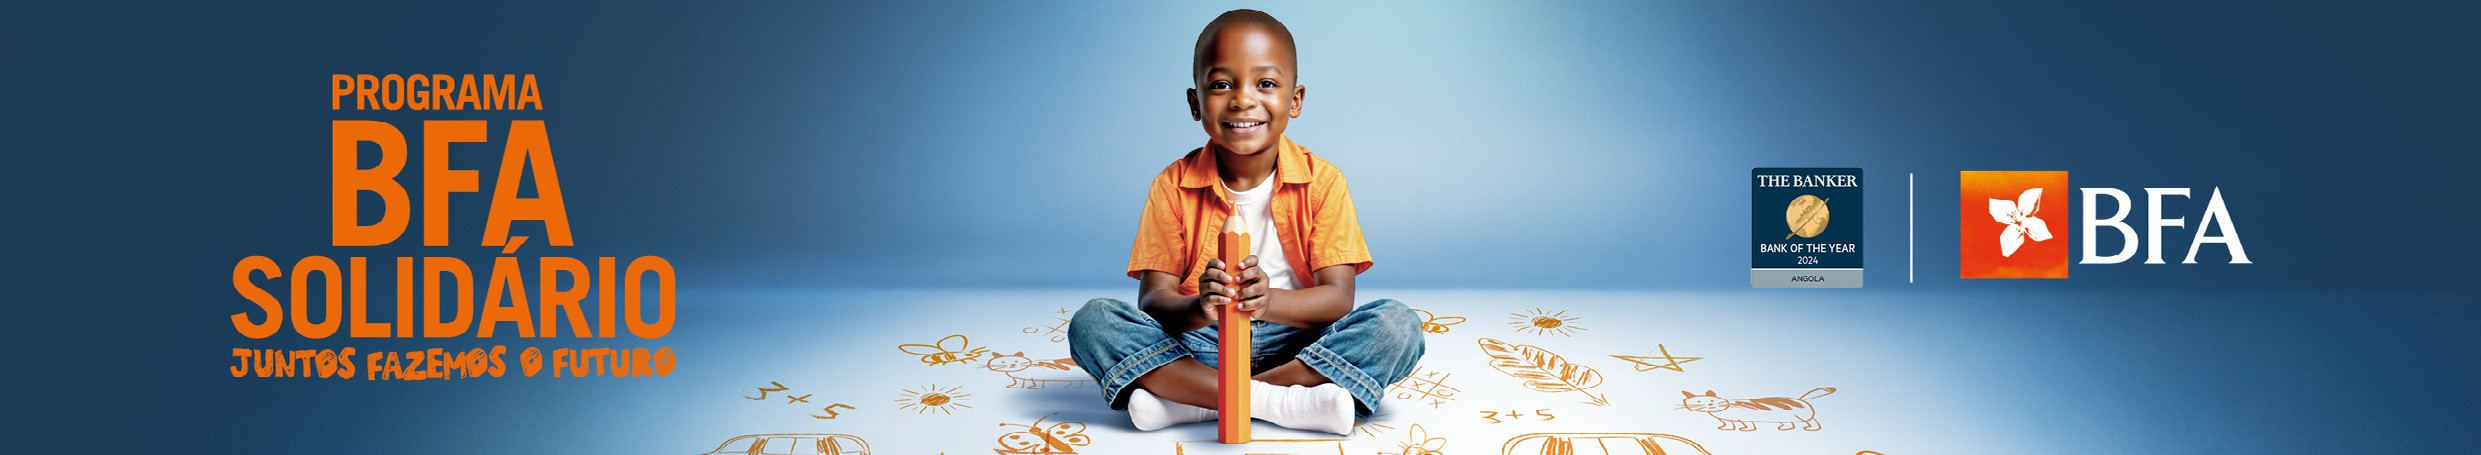 PROGRAMA
BFA
SOLIDÁRIO
JUNTOS FAZEMOS O FUTURO
THE BANKER
BANK OF THE YEAR
2024
ANGOLA
BFA
3+5
3+5